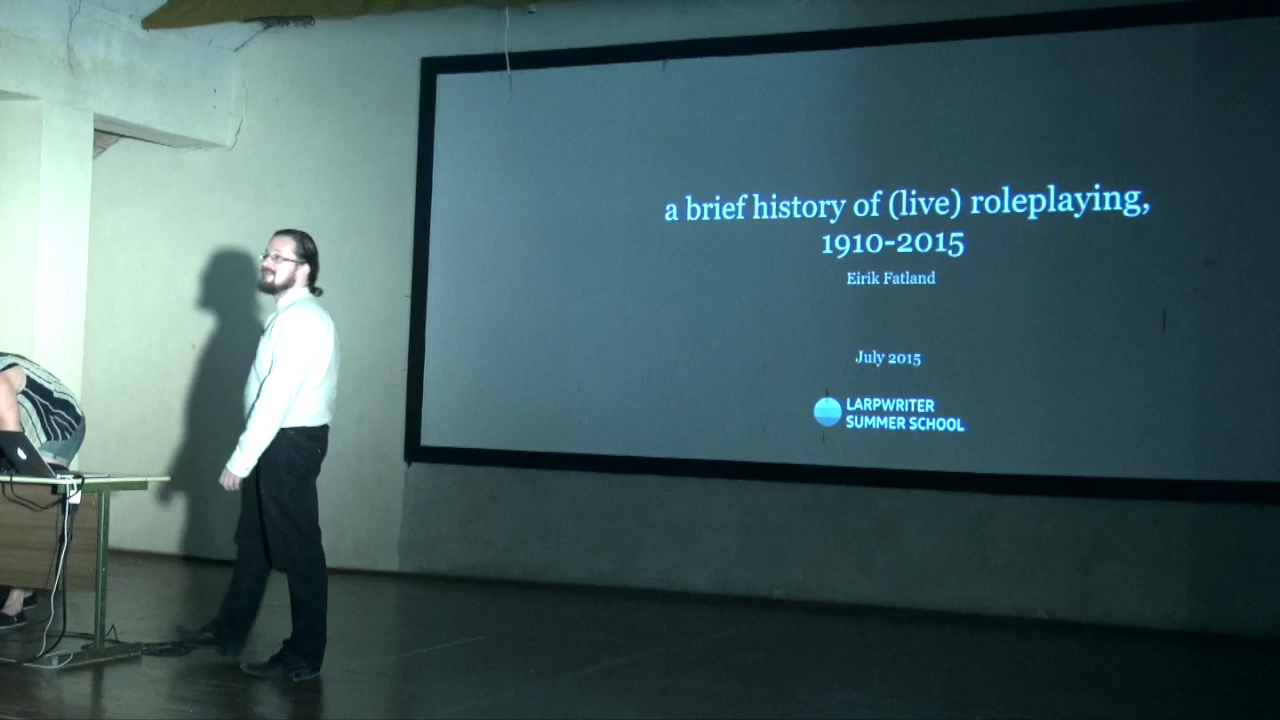 a brief history of (live) roleplaying,
1910-2015
Eirik Fatland
July 2015
LARPWRITER
SUMMER SCHOOL